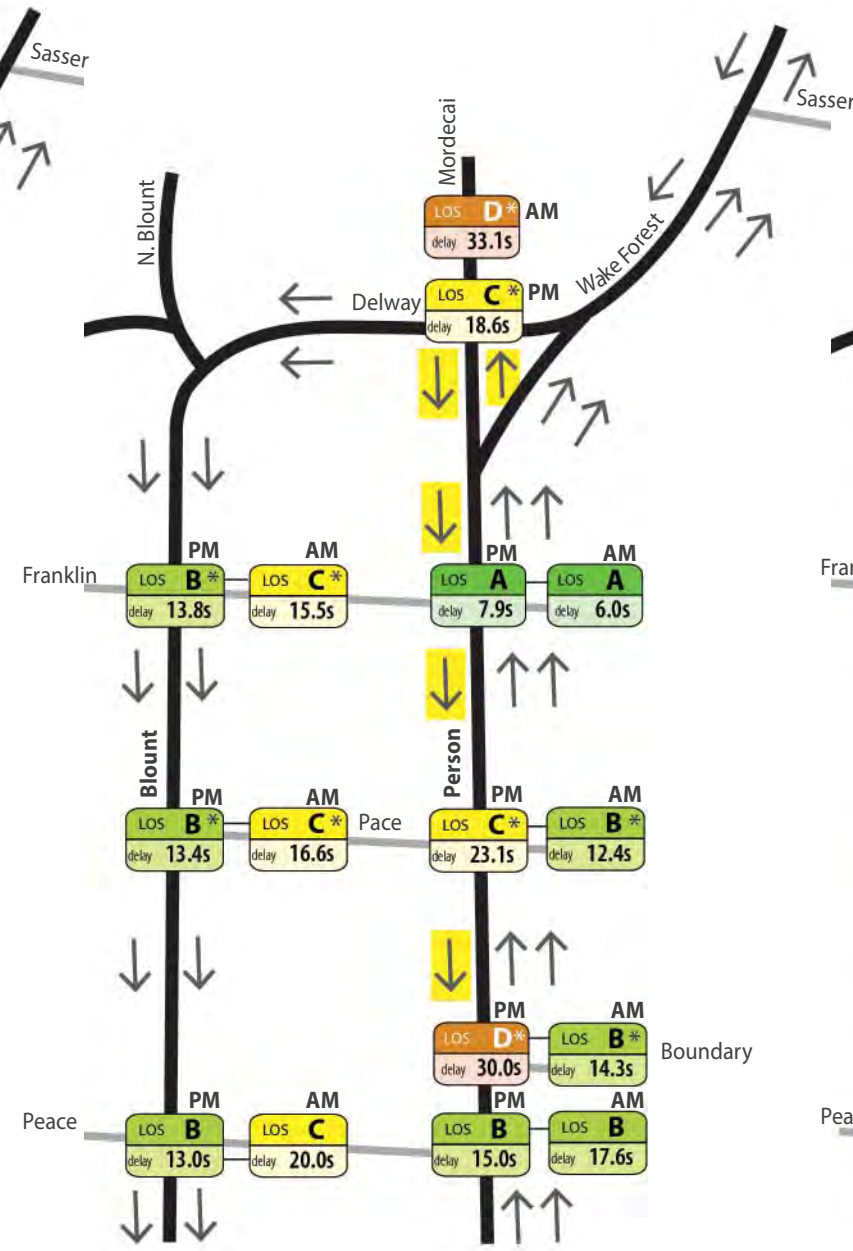 Sasser
Mordecai
Sasser
N. Blount
LOS D* AM
delay 33.1s
Wake Forest
Delway
LOS C* PM
delay 18.6s
PM AM PM AM
Franklin
LOS B* LOS C* LOS A LOS A
delay 13.8s delay 15.5s delay 7.9s delay 6.0s
Fran
Blount
Person
PM AM PM AM
LOS B* LOS C* Pace LOS C* LOS B*
delay 13.4s delay 16.6s delay 23.1s delay 12.4s
PM AM
LOS D* LOS B* Boundary
delay 30.0s delay 14.3s
PM AM PM AM
Peace LOS B LOS C LOS B LOS B Pea
delay 13.0s delay 20.0s delay 15.0s delay 17.6s